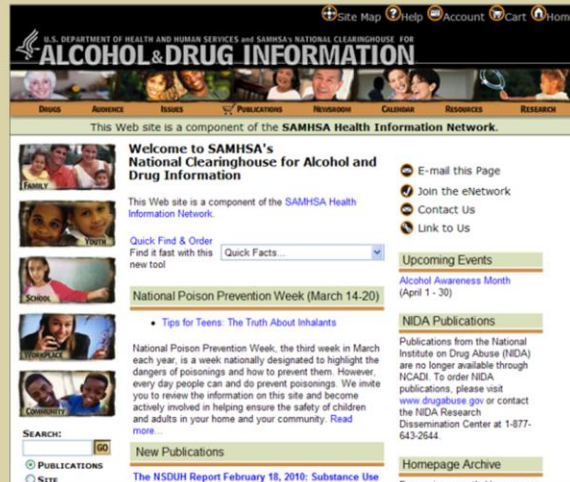 Site Map Help Account Cart Hom
U.S. DEPARTMENT OF HEALTH AND HUMAN SERVICES and SAMHSA's NATIONAL CLEARINGHOUSE FOR
ALCOHOL & DRUG INFORMATION
DRUGS AUDIENCE ISSUES PUBLICATIONS NEWSROOM CALENDAR RESOURCES RESEARCH
This Web site is a component of the SAMHSA Health Information Network.
FAMILY
YOUTH
SCHOOL
WORKPLACE
COMMUNITY
SEARCH:
GO
PUBLICATIONS
SITE
Welcome to SAMHSA's
National Clearinghouse for Alcohol and
Drug Information
This Web site is a component of the SAMHSA Health
Information Network.
Quick Find & Order
Find it fast with this
new tool
Quick Facts...
National Poison Prevention Week (March 14-20)
• Tips for Teens: The Truth About Inhalants
National Poison Prevention Week, the third week in March
each year, is a week nationally designated to highlight the
dangers of poisonings and how to prevent them. However,
every day people can and do prevent poisonings. We invite
you to review the information on this site and become
actively involved in helping ensure the safety of children
and adults in your home and your community. Read
more...
New Publications
The NSDUH Report February 18, 2010: Substance Use
E-mail this Page
Join the eNetwork
Contact Us
Link to Us
Upcoming Events
Alcohol Awareness Month
(April 1 - 30)
NIDA Publications
Publications from the National
Institute on Drug Abuse (NIDA)
are no longer available through
NCADI. To order NIDA
publications, please visit
www.drugabuse.gov or contact
the NIDA Research
Dissemination Center at 1-877-
643-2644.
Homepage Archive